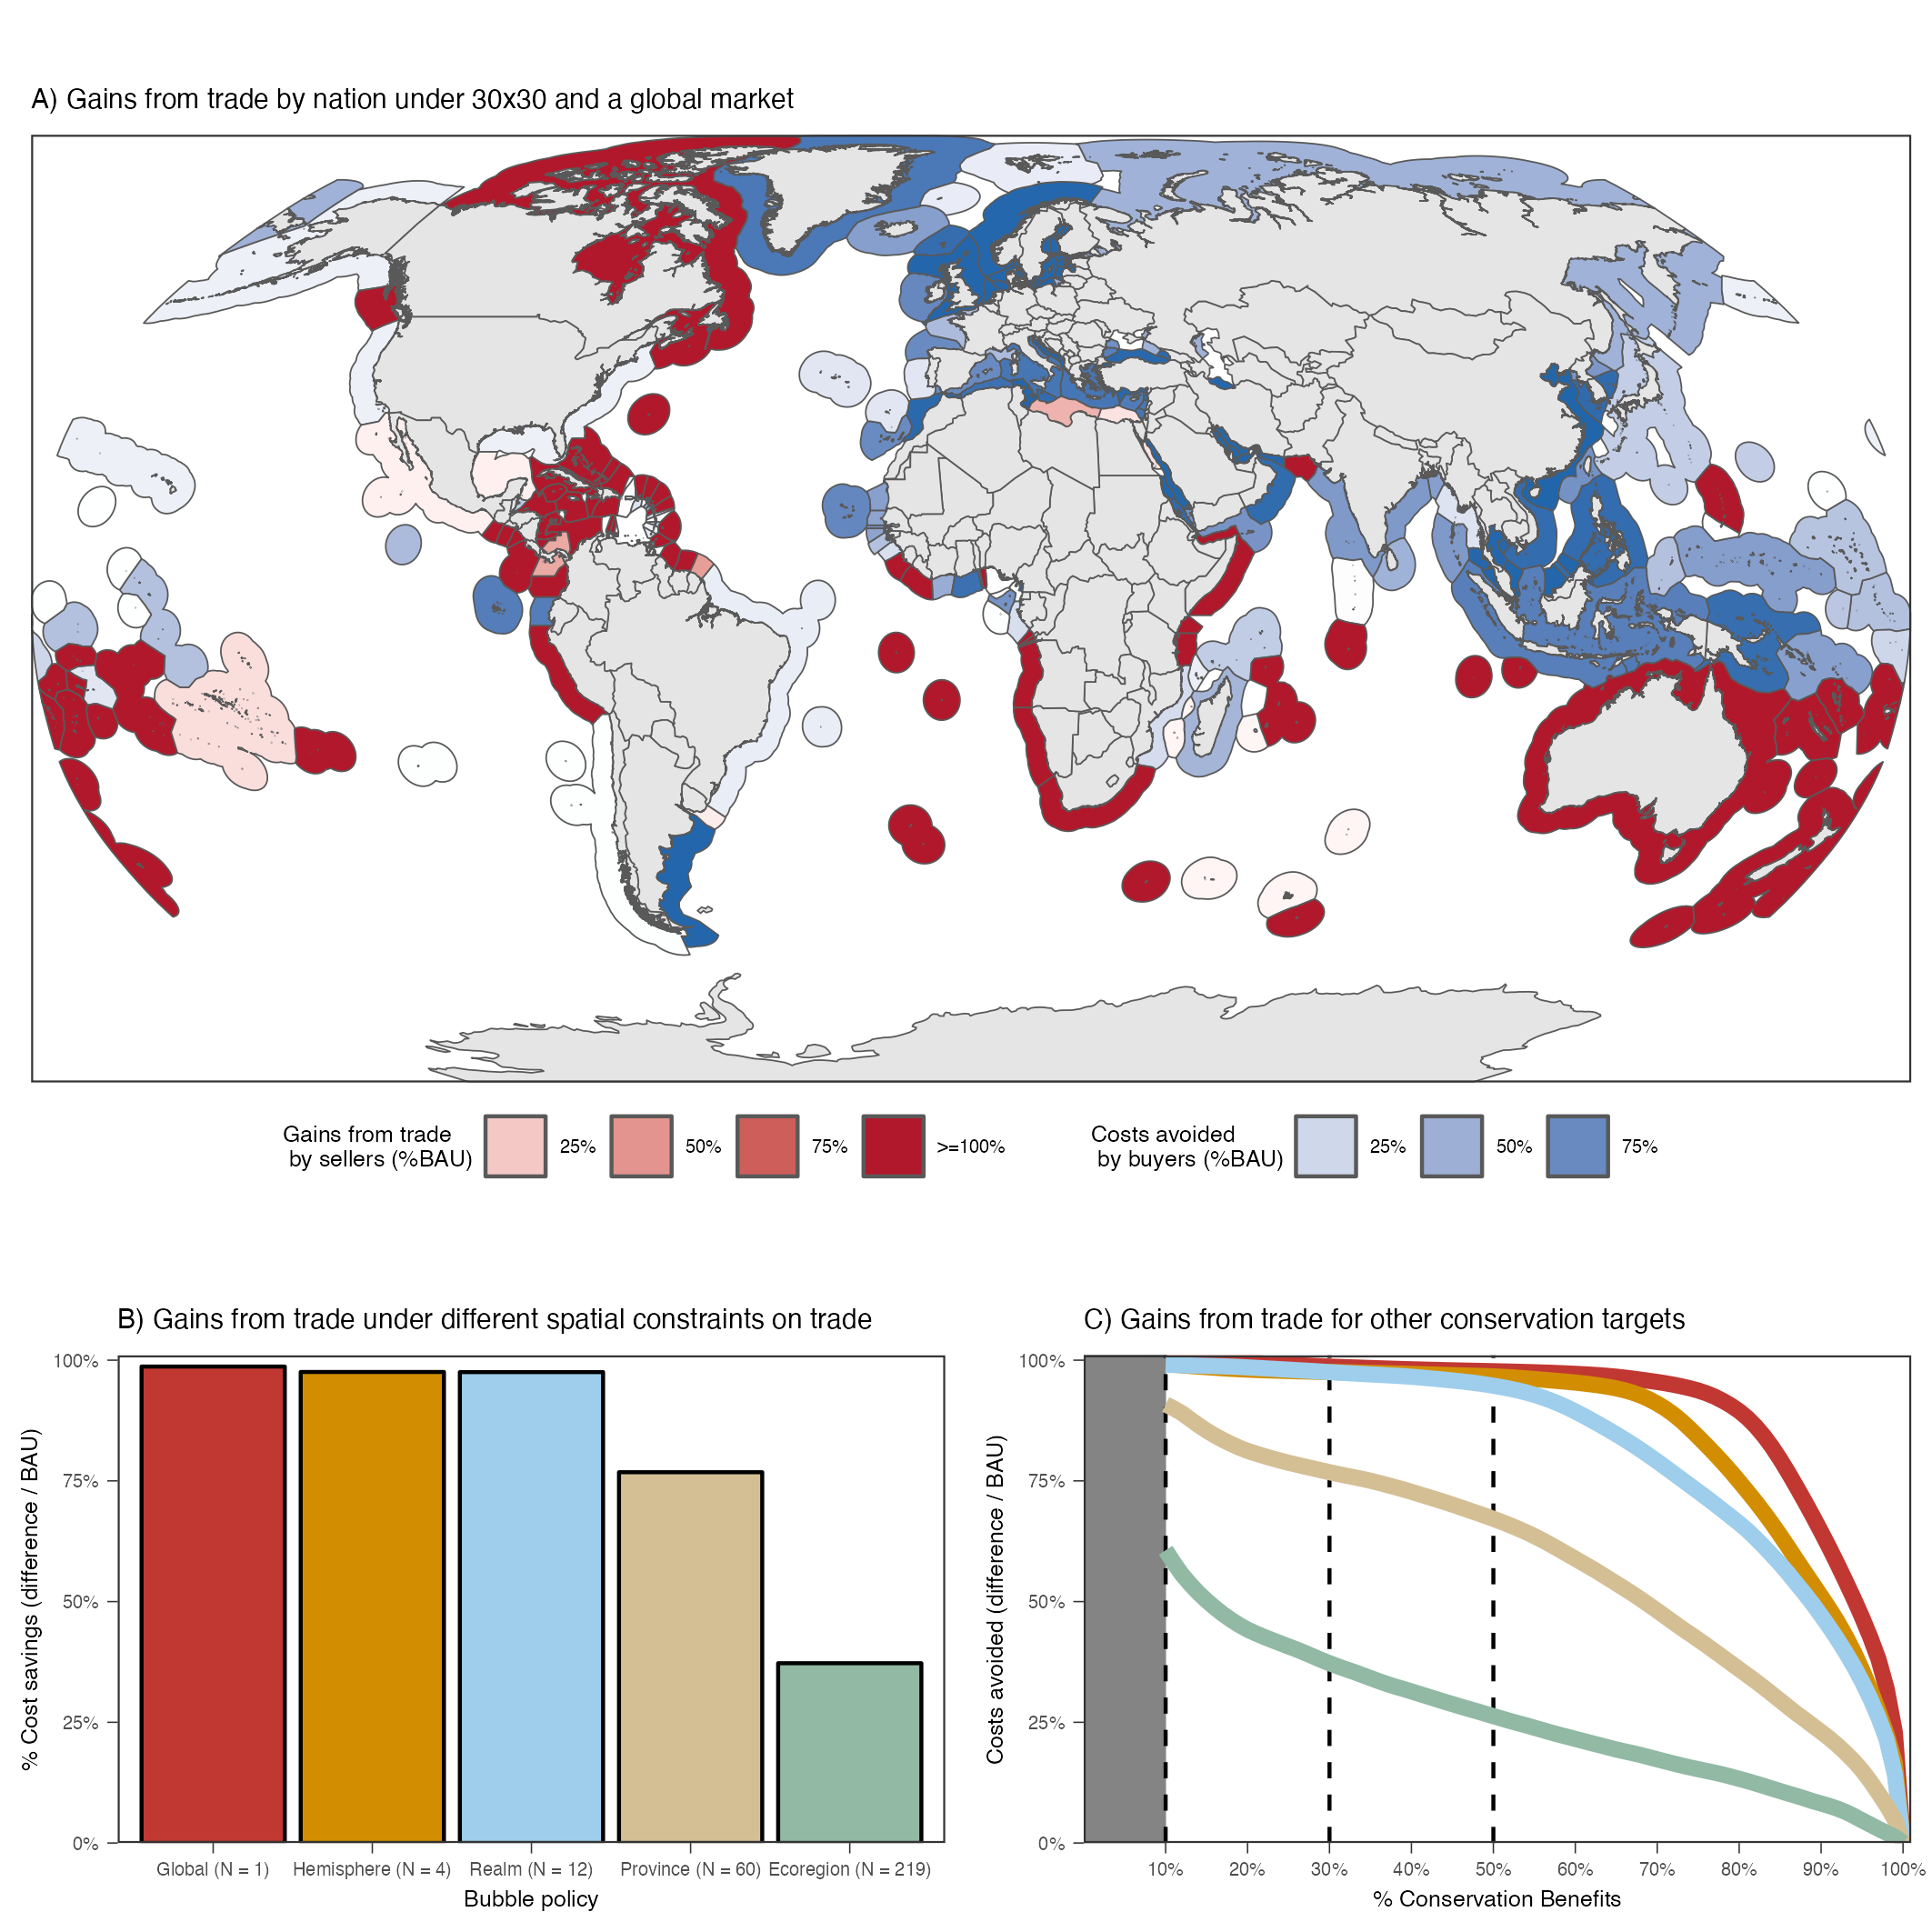 A) Gains from trade by nation under 30x30 and a global market
Gains from trade
by sellers (%BAU)
25%
50%
75%
>=100%
Costs avoided
by buyers (%BAU)
25%
50%
75%
B) Gains from trade under different spatial constraints on trade
% Cost savings (difference / BAU)
100%
75%
50%
25%
0%
Global (N = 1)
Hemisphere (N = 4)
Realm (N = 12)
Province (N = 60)
Ecoregion (N = 219)
Bubble policy
C) Gains from trade for other conservation targets
Costs avoided (difference / BAU)
100%
75%
50%
25%
0%
10%
20%
30%
40%
50%
60%
70%
80%
90%
100%
% Conservation Benefits